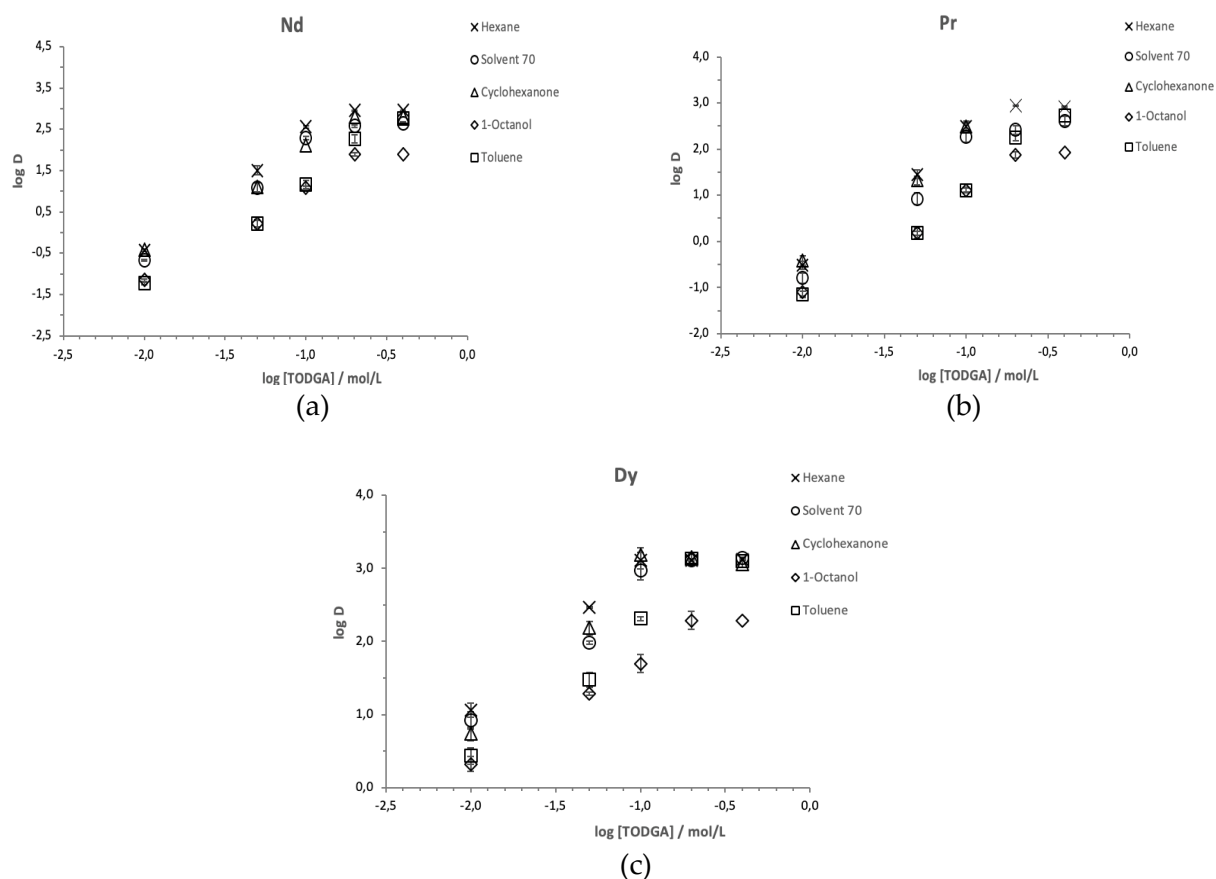 Nd
4,5
3,5
2,5
1,5
0,5
-0,5
-1,5
-2,5
log D
-2,5 -2,0 -1,5 -1,0 -0,5 0,0
log [TODGA] / mol/L
Hexane
Solvent 70
Cyclohexanone
1-Octanol
Toluene
(a)
Pr
4,0
3,0
2,0
1,0
0,0
-1,0
-2,0
log D
-2,5 -2,0 -1,5 -1,0 -0,5 0,0
log [TODGA] / mol/L
Hexane
Solvent 70
Cyclohexanone
1-Octanol
Toluene
(b)
Dy
4,0
3,0
2,0
1,0
0,0
log D
-2,5 -2,0 -1,5 -1,0 -0,5 0,0
log [TODGA] / mol/L
Hexane
Solvent 70
Cyclohexanone
1-Octanol
Toluene
(c)